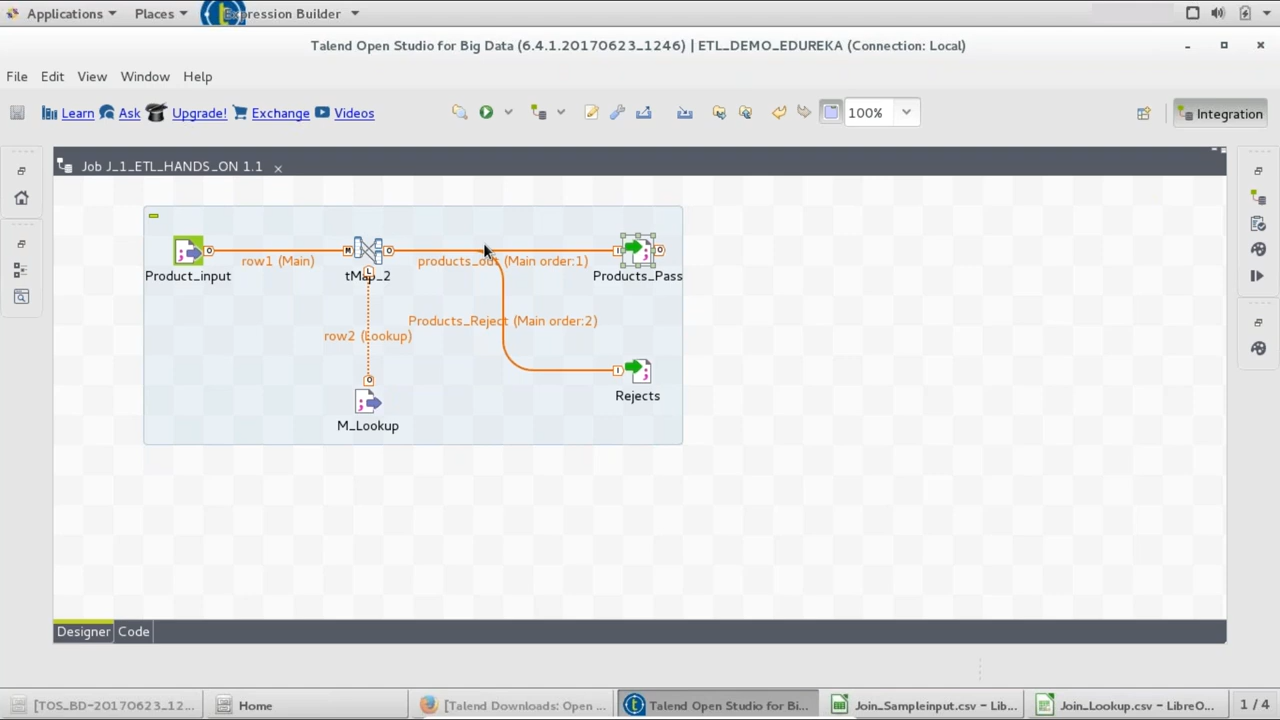 Applications Places Expression Builder
Talend Open Studio for Big Data (6.4.1.20170623_1246) | ETL_DEMO_EDUREKA (Connection: Local)
File Edit View Window Help
Learn Ask Upgrade! Exchange Videos 100% Integration
Job J_1_ETL_HANDS_ON 1.1
row1 (Main) products_out (Main order:1)
Product_input tMap_2 Products_Pass
Products_Reject (Main order:2)
row2 (Lookup)
Rejects
M_Lookup
Designer Code
[TOS_BD-20170623_12... Home [Talend Downloads: Open ... Talend Open Studio for Bi... Join_Sampleinput.csv – Lib... Join_Lookup.csv – LibreO... 1 / 4